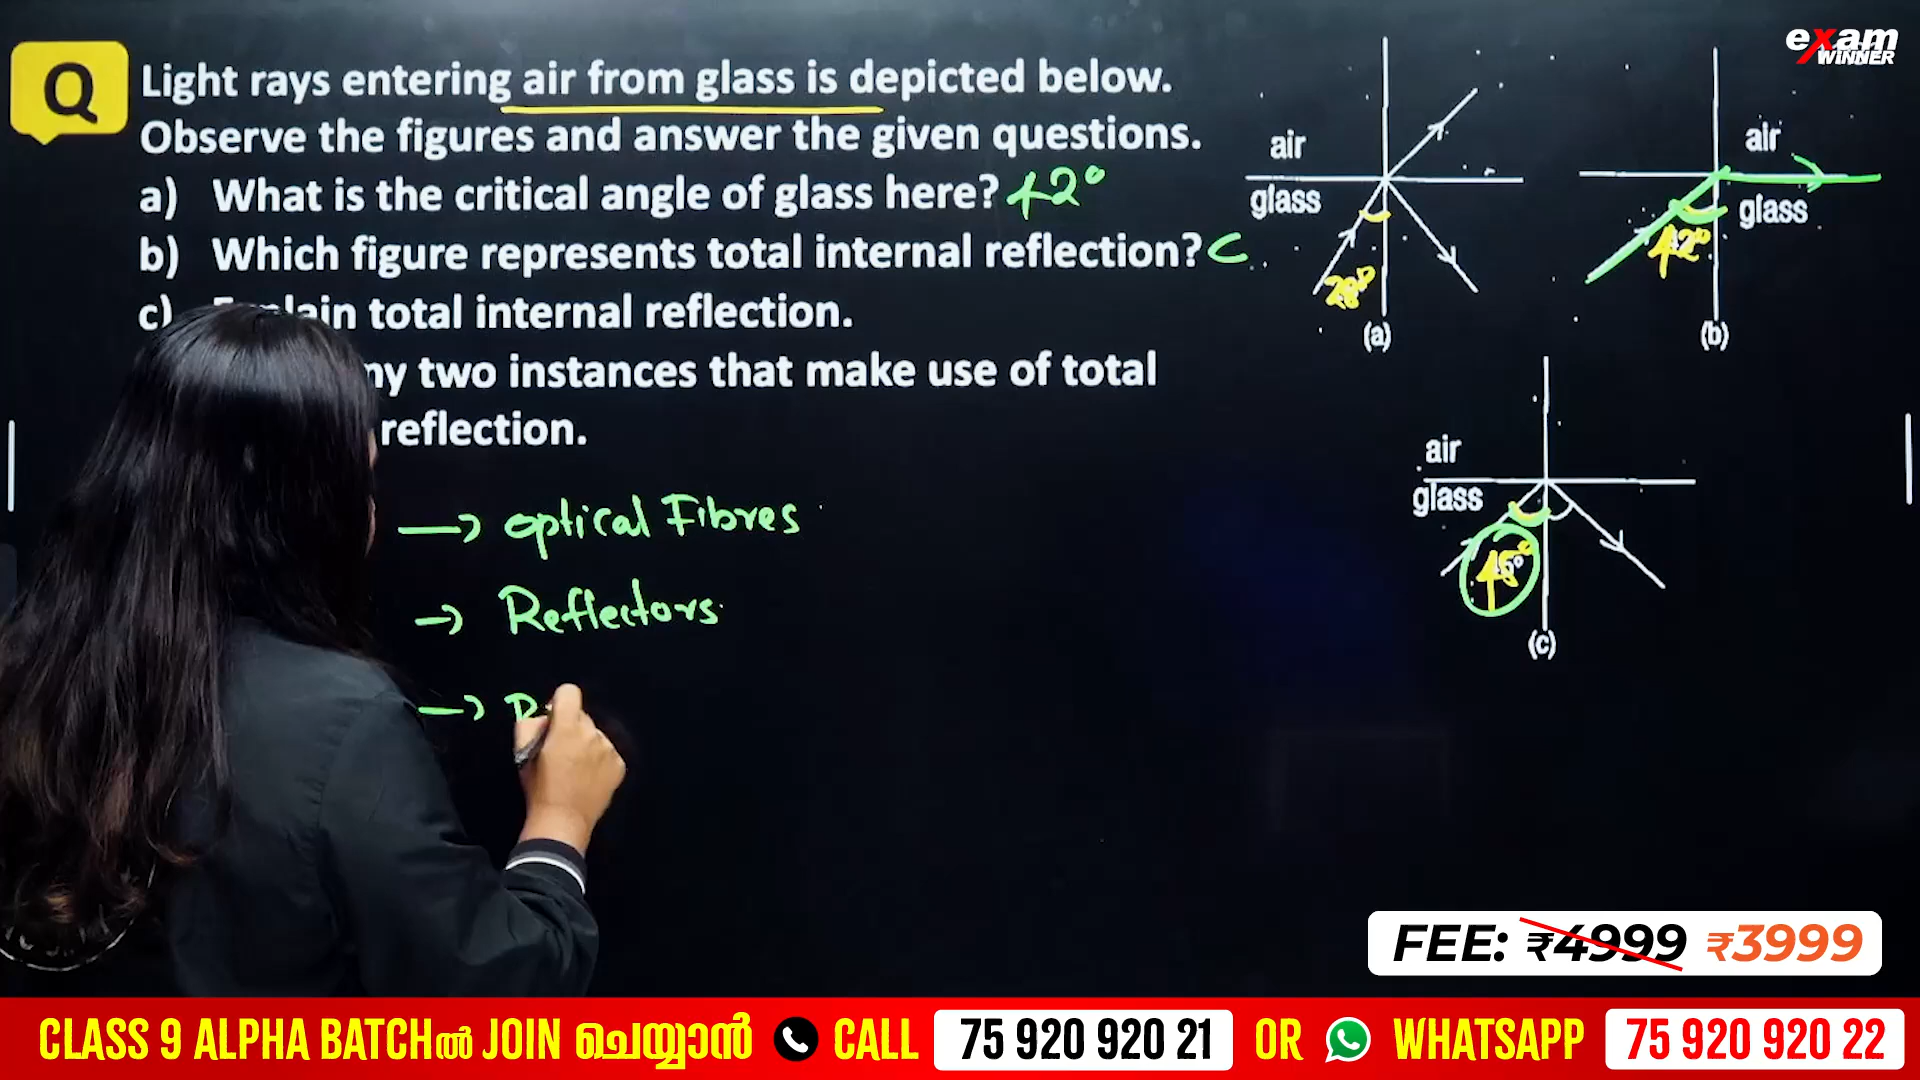 exam
WINNER
Q
Light rays entering air from glass is depicted below.
Observe the figures and answer the given questions.
a) What is the critical angle of glass here? 42°
b) Which figure represents total internal reflection? C
c) total internal reflection.
two instances that make use of total
reflection.
→ optical Fibres
→ Reflectors
→
air
glass
28°
(a)
air
glass
42°
(b)
air
glass
45°
(c)
FEE: ₹4999 ₹3999
CLASS 9 ALPHA BATCHൽ JOIN ചെയ്യാൻ CALL 75 920 920 21 OR WHATSAPP 75 920 920 22